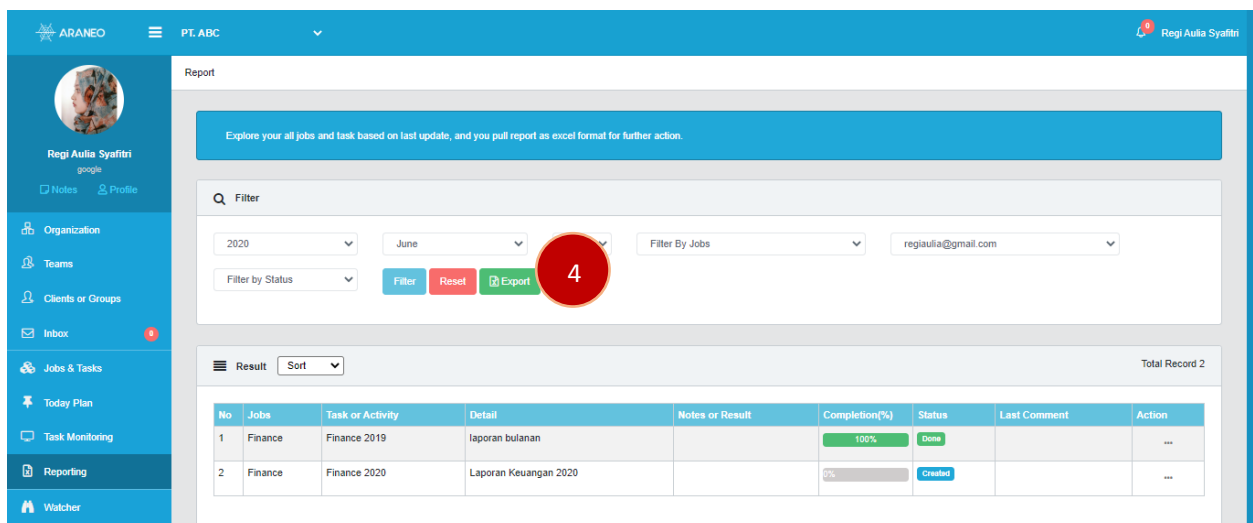 ARANEO
PT. ABC
0
Regi Aulia Syafitri
Regi Aulia Syafitri
google
Notes Profile
Organization
Teams
Clients or Groups
Inbox 0
Jobs & Tasks
Today Plan
Task Monitoring
Reporting
Watcher
Report
Explore your all jobs and task based on last update, and you pull report as excel format for further action.
Filter
2020 June Filter By Jobs regiaulia@gmail.com
Filter by Status Filter Reset Export 4
Result Sort Total Record 2
No Jobs Task or Activity Detail Notes or Result Completion(%) Status Last Comment Action
1 Finance Finance 2019 laporan bulanan 100% Done ...
2 Finance Finance 2020 Laporan Keuangan 2020 0% Created ...